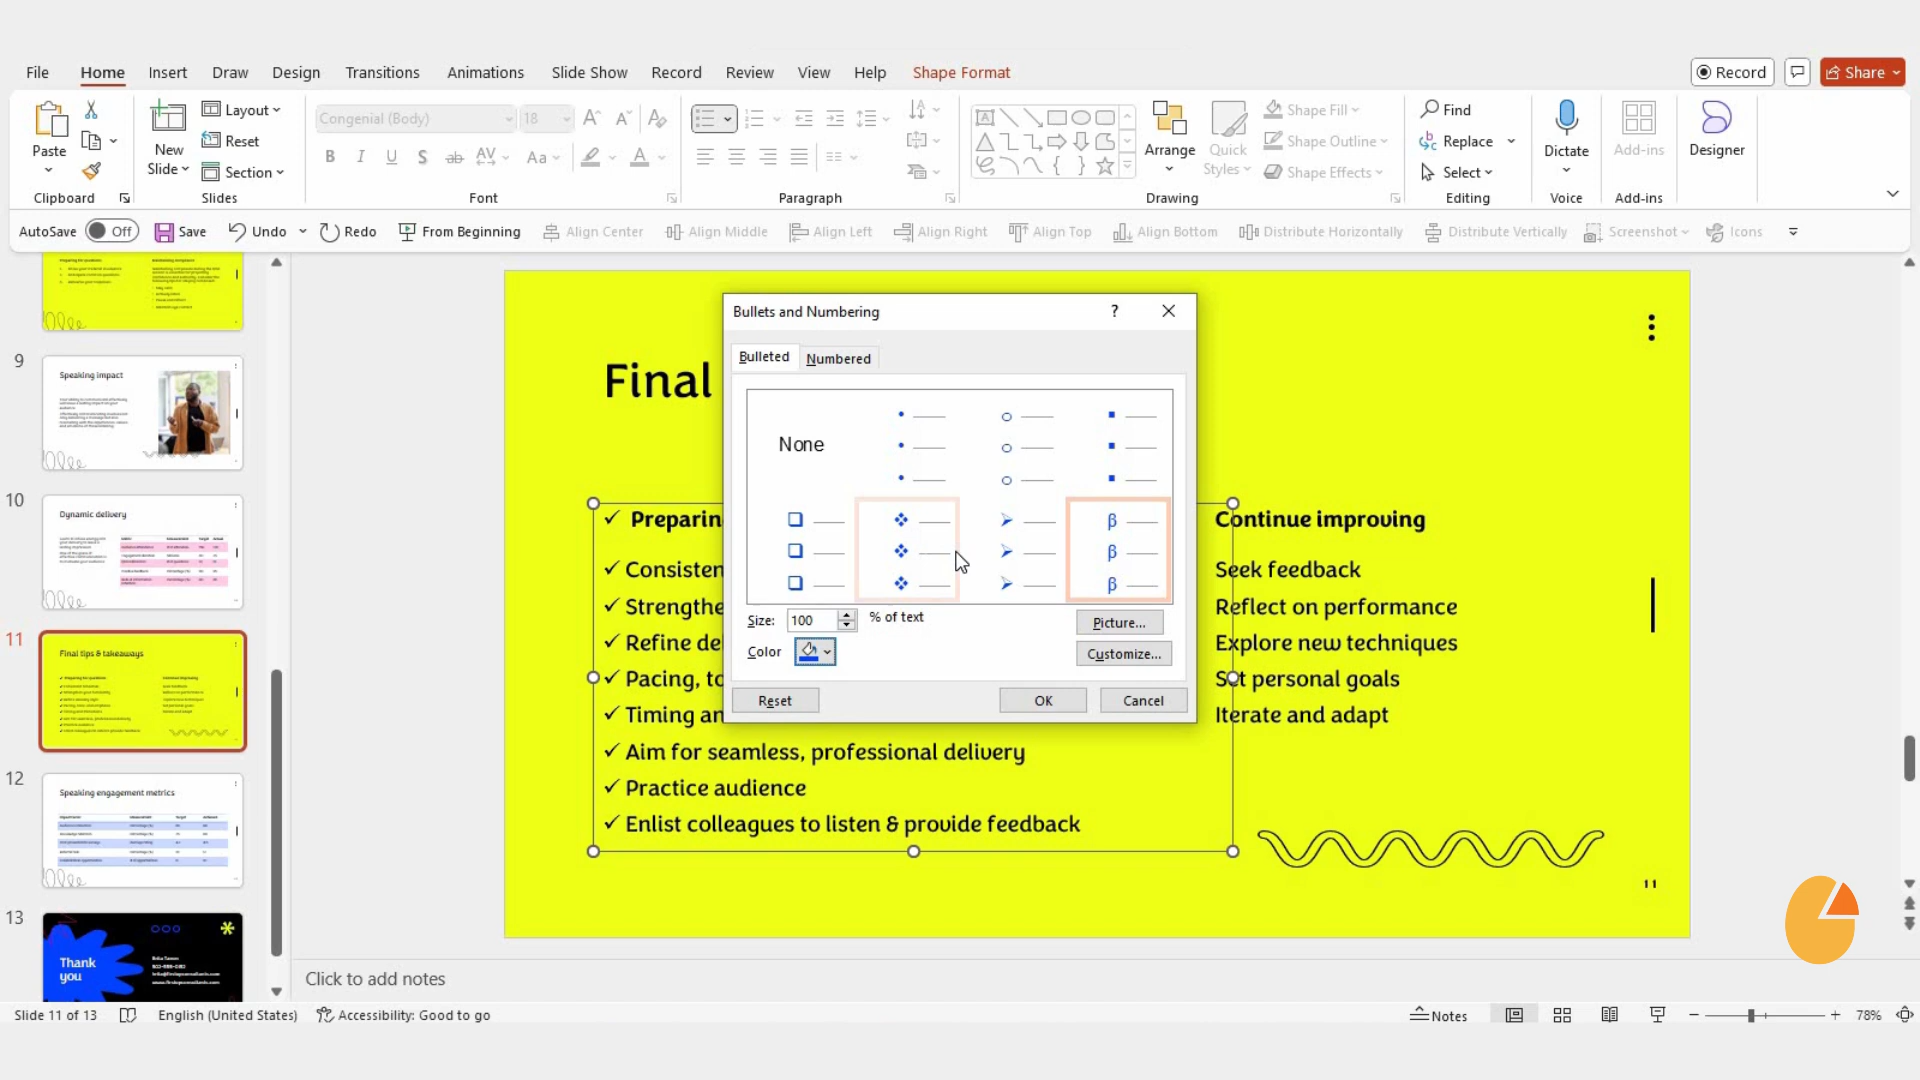 File Home Insert Draw Design Transitions Animations Slide Show Record Review View Help Shape Format Record Share
Paste
Clipboard
New
Slide
Layout
Reset
Section
Slides
Congenial (Body) 18
B I U S ab AV Aa A
Font
Paragraph
Arrange
Quick
Styles
Shape Fill
Shape Outline
Shape Effects
Drawing
Find
Replace
Select
Editing
Dictate
Voice
Add-ins
Add-ins
Designer
AutoSave Off Save Undo Redo From Beginning Align Center Align Middle Align Left Align Right Align Top Align Bottom Distribute Horizontally Distribute Vertically Screenshot Icons
9
Speaking impact
10
Dynamic delivery
11
Final tips & takeaways
12
Speaking engagement metrics
13
Thank
you
Final
Bullets and Numbering ?
Bulleted Numbered
None
β
β
β
Size: 100 % of text
Picture...
Color
Customize...
Reset OK Cancel
✓ Preparin
✓ Consisten
✓ Strengthe
✓ Refine de
✓ Pacing, to
✓ Timing an
✓ Aim for seamless, professional delivery
✓ Practice audience
✓ Enlist colleagues to listen & provide feedback
Continue improving
Seek feedback
Reflect on performance
Explore new techniques
Set personal goals
Iterate and adapt
11
Click to add notes
Slide 11 of 13 English (United States) Accessibility: Good to go Notes 78%